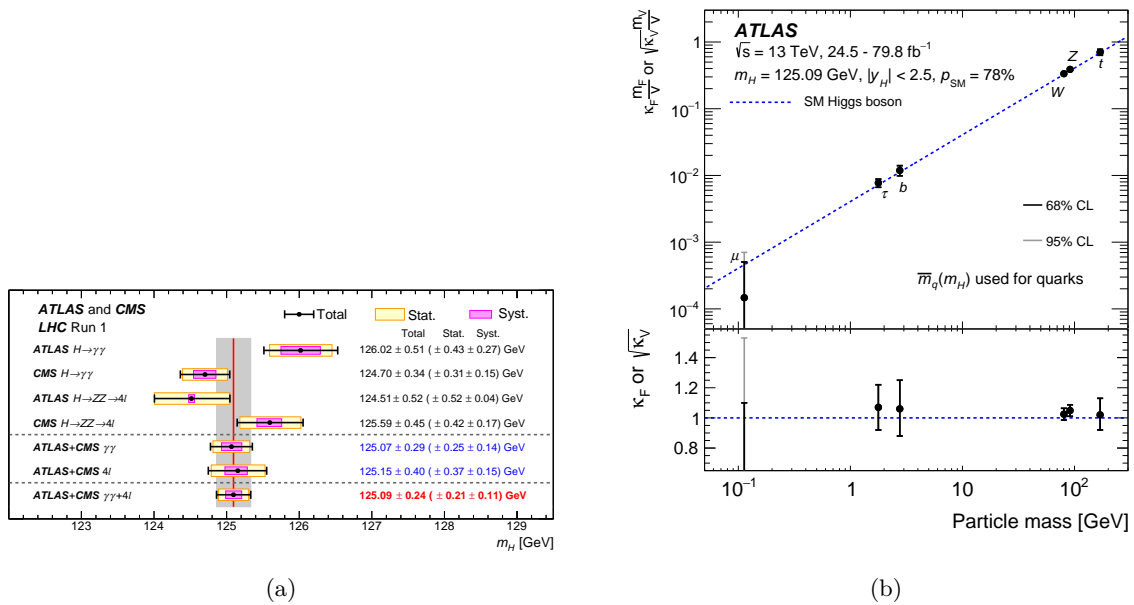 ATLAS and CMS
LHC Run 1
Total Stat. Syst.
Total Stat. Syst.
ATLAS H→γγ 126.02 ± 0.51 ( ± 0.43 ± 0.27) GeV
CMS H→γγ 124.70 ± 0.34 ( ± 0.31 ± 0.15) GeV
ATLAS H→ZZ→4l 124.51 ± 0.52 ( ± 0.52 ± 0.04) GeV
CMS H→ZZ→4l 125.59 ± 0.45 ( ± 0.42 ± 0.17) GeV
ATLAS+CMS γγ 125.07 ± 0.29 ( ± 0.25 ± 0.14) GeV
ATLAS+CMS 4l 125.15 ± 0.40 ( ± 0.37 ± 0.15) GeV
ATLAS+CMS γγ+4l 125.09 ± 0.24 ( ± 0.21 ± 0.11) GeV
123 124 125 126 127 128 129
m_H [GeV]
(a)
κ_F m_F/V or √κ_V m_V/V
1
10⁻¹
10⁻²
10⁻³
10⁻⁴
ATLAS
√s = 13 TeV, 24.5 - 79.8 fb⁻¹
m_H = 125.09 GeV, |y_H| < 2.5, p_SM = 78%
SM Higgs boson
Z
W
t
τ
b
μ
68% CL
95% CL
m̅_q(m_H) used for quarks
κ_F or √κ_V
1.4
1.2
1
0.8
10⁻¹ 1 10 10²
Particle mass [GeV]
(b)